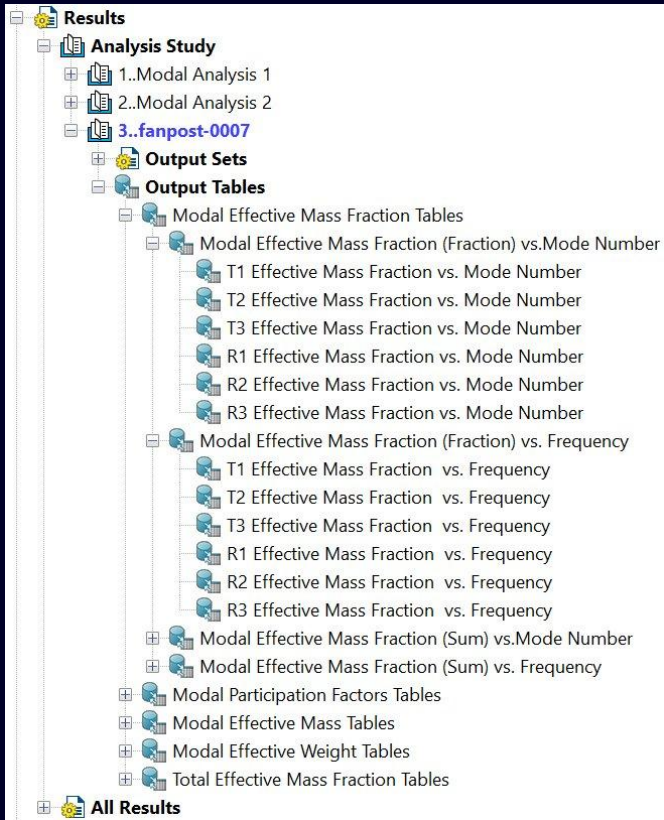 Results
Analysis Study
1..Modal Analysis 1
2..Modal Analysis 2
3..fanpost-0007
Output Sets
Output Tables
Modal Effective Mass Fraction Tables
Modal Effective Mass Fraction (Fraction) vs.Mode Number
T1 Effective Mass Fraction vs. Mode Number
T2 Effective Mass Fraction vs. Mode Number
T3 Effective Mass Fraction vs. Mode Number
R1 Effective Mass Fraction vs. Mode Number
R2 Effective Mass Fraction vs. Mode Number
R3 Effective Mass Fraction vs. Mode Number
Modal Effective Mass Fraction (Fraction) vs. Frequency
T1 Effective Mass Fraction  vs. Frequency
T2 Effective Mass Fraction  vs. Frequency
T3 Effective Mass Fraction  vs. Frequency
R1 Effective Mass Fraction  vs. Frequency
R2 Effective Mass Fraction  vs. Frequency
R3 Effective Mass Fraction  vs. Frequency
Modal Effective Mass Fraction (Sum) vs.Mode Number
Modal Effective Mass Fraction (Sum) vs. Frequency
Modal Participation Factors Tables
Modal Effective Mass Tables
Modal Effective Weight Tables
Total Effective Mass Fraction Tables
All Results